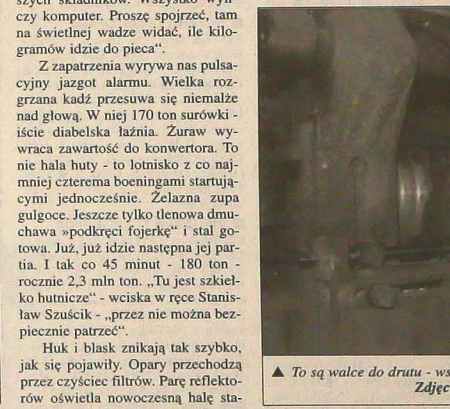 szych składników. Wszystko wyli-
czy komputer. Proszę spojrzeć, tam
na świetlnej wadze widać, ile kilo-
gramów idzie do pieca“.
Z zapatrzenia wyrywa nas pulsa-
cyjny jazgot alarmu. Wielka roz-
grzana kadź przesuwa się niemalże
nad głową. W niej 170 ton surówki -
iście diabelska łaźnia. Żuraw wy-
wraca zawartość do konwertora. To
nie hala huty - to lotnisko z co naj-
mniej czterema boeningami startują-
cymi jednocześnie. Żelazna zupa
gulgoce. Jeszcze tylko tlenowa dmu-
chawa »podkręci fojerkę“ i stal go-
towa. Już, już idzie następna jej par-
tia. I tak co 45 minut - 180 ton -
rocznie 2,3 mln ton. „Tu jest szkieł-
ko hutnicze“ - wciska w ręce Stanis-
ław Szuścik - „przez nie można bez-
piecznie patrzeć“.
Huk i blask znikają tak szybko,
jak się pojawiły. Opary przechodzą
przez czyściec filtrów. Parę reflekto-
rów oświetla nowoczesną halę sta-
▲ To są walce do drutu - ws
Zdjęc